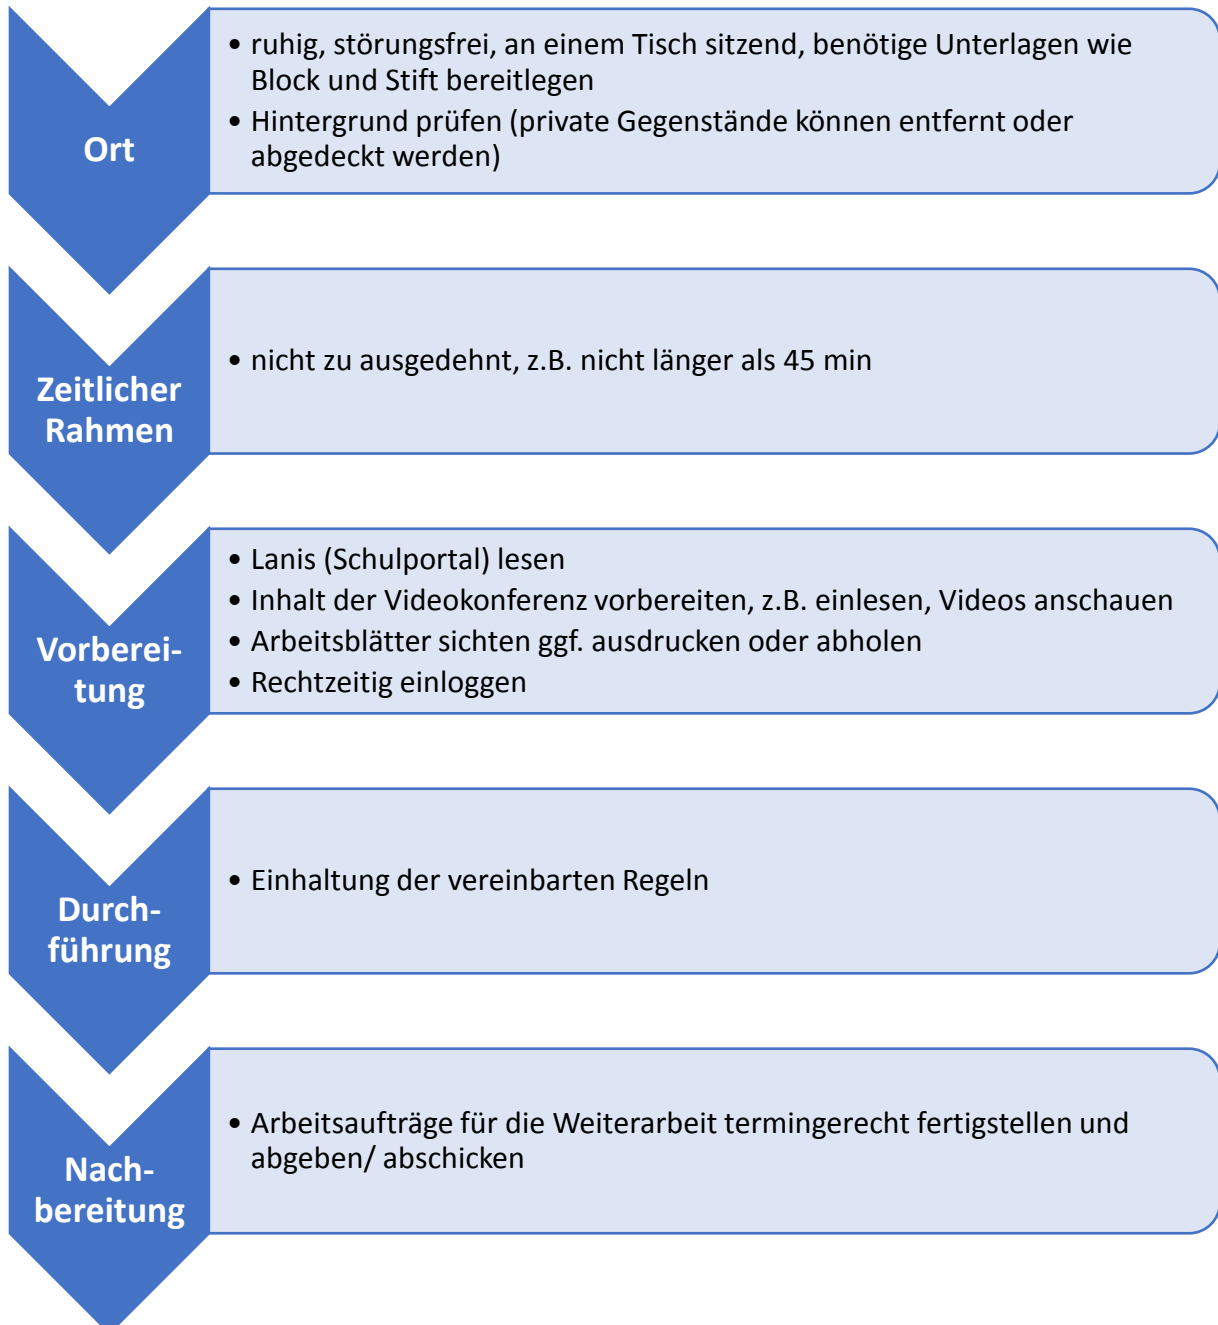 Ort
• ruhig, störungsfrei, an einem Tisch sitzend, benötige Unterlagen wie
Block und Stift bereitlegen
• Hintergrund prüfen (private Gegenstände können entfernt oder
abgedeckt werden)
Zeitlicher
Rahmen
• nicht zu ausgedehnt, z.B. nicht länger als 45 min
Vorberei-
tung
• Lanis (Schulportal) lesen
• Inhalt der Videokonferenz vorbereiten, z.B. einlesen, Videos anschauen
• Arbeitsblätter sichten ggf. ausdrucken oder abholen
• Rechtzeitig einloggen
Durch-
führung
• Einhaltung der vereinbarten Regeln
Nach-
bereitung
• Arbeitsaufträge für die Weiterarbeit termingerecht fertigstellen und
abgeben/ abschicken